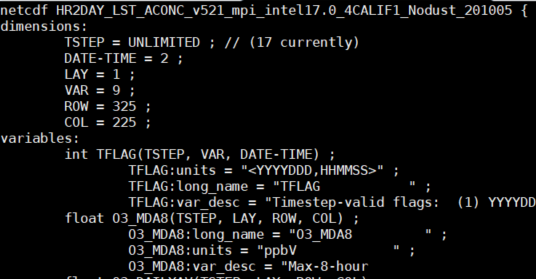 netcdf HR2DAY_LST_ACONC_v521_mpi_intel17.0_4CALIF1_Nodust_201005 {
dimensions:
        TSTEP = UNLIMITED ; // (17 currently)
        DATE-TIME = 2 ;
        LAY = 1 ;
        VAR = 9 ;
        ROW = 325 ;
        COL = 225 ;
variables:
        int TFLAG(TSTEP, VAR, DATE-TIME) ;
                TFLAG:units = "<YYYYDDD,HHMMSS>" ;
                TFLAG:long_name = "TFLAG           " ;
                TFLAG:var_desc = "Timestep-valid flags:  (1) YYYYDD
        float O3_MDA8(TSTEP, LAY, ROW, COL) ;
                O3_MDA8:long_name = "O3_MDA8         " ;
                O3_MDA8:units = "ppbV            " ;
                O3_MDA8:var_desc = "Max-8-hour